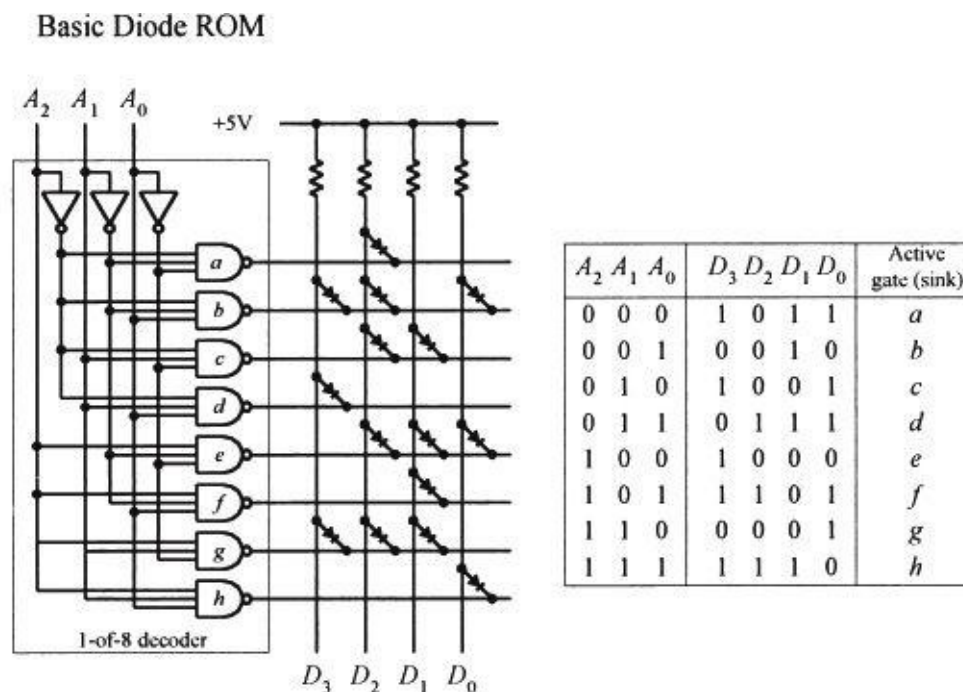 Basic Diode ROM
A2 A1 A0
+5V
a
b
c
d
e
f
g
h
1-of-8 decoder
D3 D2 D1 D0
A2 A1 A0 D3 D2 D1 D0 Active gate (sink)
0 0 0 1 0 1 1 a
0 0 1 0 0 1 0 b
0 1 0 1 0 0 1 c
0 1 1 0 1 1 1 d
1 0 0 1 0 0 0 e
1 0 1 1 1 0 1 f
1 1 0 0 0 0 1 g
1 1 1 1 1 1 0 h